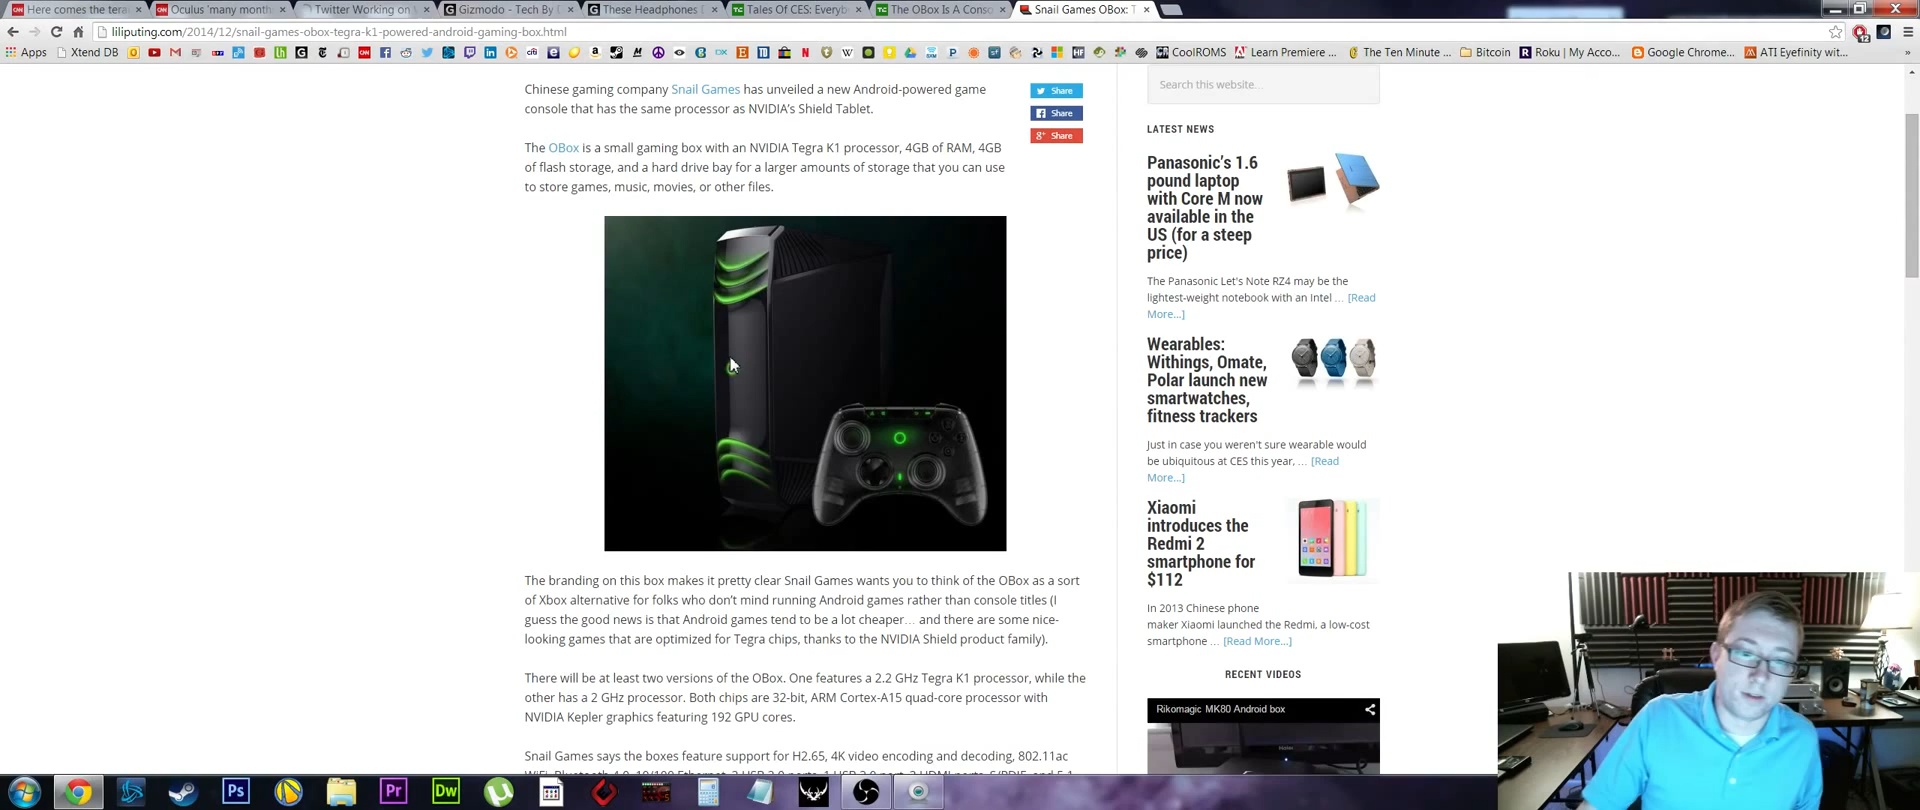 Here comes the tera
Oculus 'many month
Twitter Working on
Gizmodo - Tech By
These Headphones
Tales Of CES: Everyb
The OBox Is A Conso
Snail Games OBox: T
liliputing.com/2014/12/snail-games-obox-tegra-k1-powered-android-gaming-box.html
Apps
Xtend DB
CoolROMS
Learn Premiere ...
The Ten Minute ...
Bitcoin
Roku | My Acco...
Google Chrome...
ATI Eyefinity wit...
Chinese gaming company Snail Games has unveiled a new Android-powered game
console that has the same processor as NVIDIA's Shield Tablet.
The OBox is a small gaming box with an NVIDIA Tegra K1 processor, 4GB of RAM, 4GB
of flash storage, and a hard drive bay for a larger amounts of storage that you can use
to store games, music, movies, or other files.
Share
Share
Share
The branding on this box makes it pretty clear Snail Games wants you to think of the OBox as a sort
of Xbox alternative for folks who don't mind running Android games rather than console titles (I
guess the good news is that Android games tend to be a lot cheaper... and there are some nice-
looking games that are optimized for Tegra chips, thanks to the NVIDIA Shield product family).
There will be at least two versions of the OBox. One features a 2.2 GHz Tegra K1 processor, while the
other has a 2 GHz processor. Both chips are 32-bit, ARM Cortex-A15 quad-core processor with
NVIDIA Kepler graphics featuring 192 GPU cores.
Snail Games says the boxes feature support for H2.65, 4K video encoding and decoding, 802.11ac
Search this website...
LATEST NEWS
Panasonic's 1.6
pound laptop
with Core M now
available in the
US (for a steep
price)
The Panasonic Let's Note RZ4 may be the
lightest-weight notebook with an Intel ... [Read
More...]
Wearables:
Withings, Omate,
Polar launch new
smartwatches,
fitness trackers
Just in case you weren't sure wearable would
be ubiquitous at CES this year, ... [Read
More...]
Xiaomi
introduces the
Redmi 2
smartphone for
$112
In 2013 Chinese phone
maker Xiaomi launched the Redmi, a low-cost
smartphone ... [Read More...]
RECENT VIDEOS
Rikomagic MK80 Android box
Ps
Pr
Dw